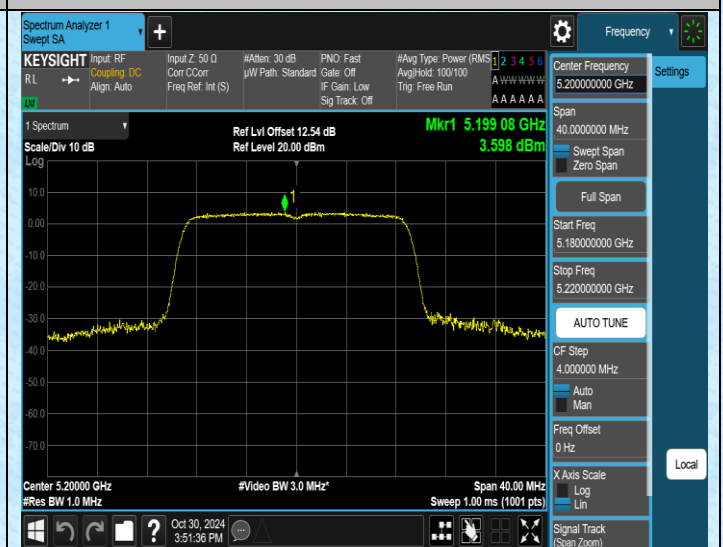 Spectrum Analyzer 1
Swept SA
+
Frequency
KEYSIGHT
RL
LXI
Input: RF
Coupling: DC
Align: Auto
Input Z: 50 Ω
Corr CCorr
Freq Ref: Int (S)
#Atten: 30 dB
µW Path: Standard
PNO: Fast
Gate: Off
IF Gain: Low
Sig Track: Off
#Avg Type: Power (RMS
Avg|Hold: 100/100
Trig: Free Run
1 2 3 4 5 6
A W W W W W
A A A A A A
Center Frequency
5.200000000 GHz
Settings
Span
40.0000000 MHz
Swept Span
Zero Span
Full Span
Start Freq
5.180000000 GHz
Stop Freq
5.220000000 GHz
AUTO TUNE
CF Step
4.000000 MHz
Auto
Man
Freq Offset
0 Hz
X Axis Scale
Log
Lin
Signal Track
(Span Zoom)
Local
1 Spectrum
Scale/Div 10 dB
Ref Lvl Offset 12.54 dB
Ref Level 20.00 dBm
Mkr1 5.199 08 GHz
3.598 dBm
Log
10.0
1
0.00
-10.0
-20.0
-30.0
-40.0
-50.0
-60.0
-70.0
Center 5.20000 GHz
#Res BW 1.0 MHz
#Video BW 3.0 MHz*
Span 40.00 MHz
Sweep 1.00 ms (1001 pts)
?
Oct 30, 2024
3:51:36 PM